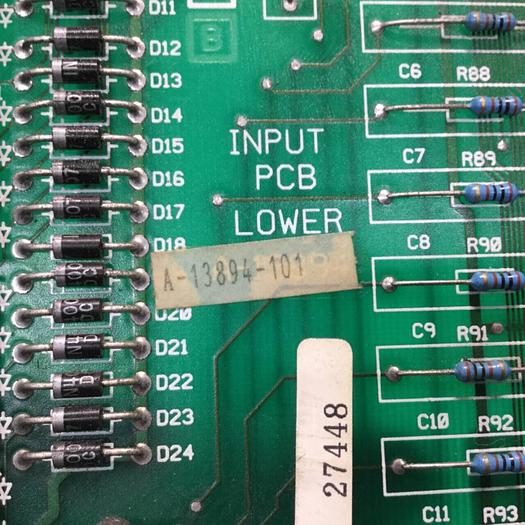 D11
D12
D13
D14
D15
D16
D17
D18
D20
D21
D22
D23
D24
B
INPUT
PCB
LOWER
A-13894-101
27448
C6 R88
C7 R89
C8 R90
C9 R91
C10 R92
C11 R93